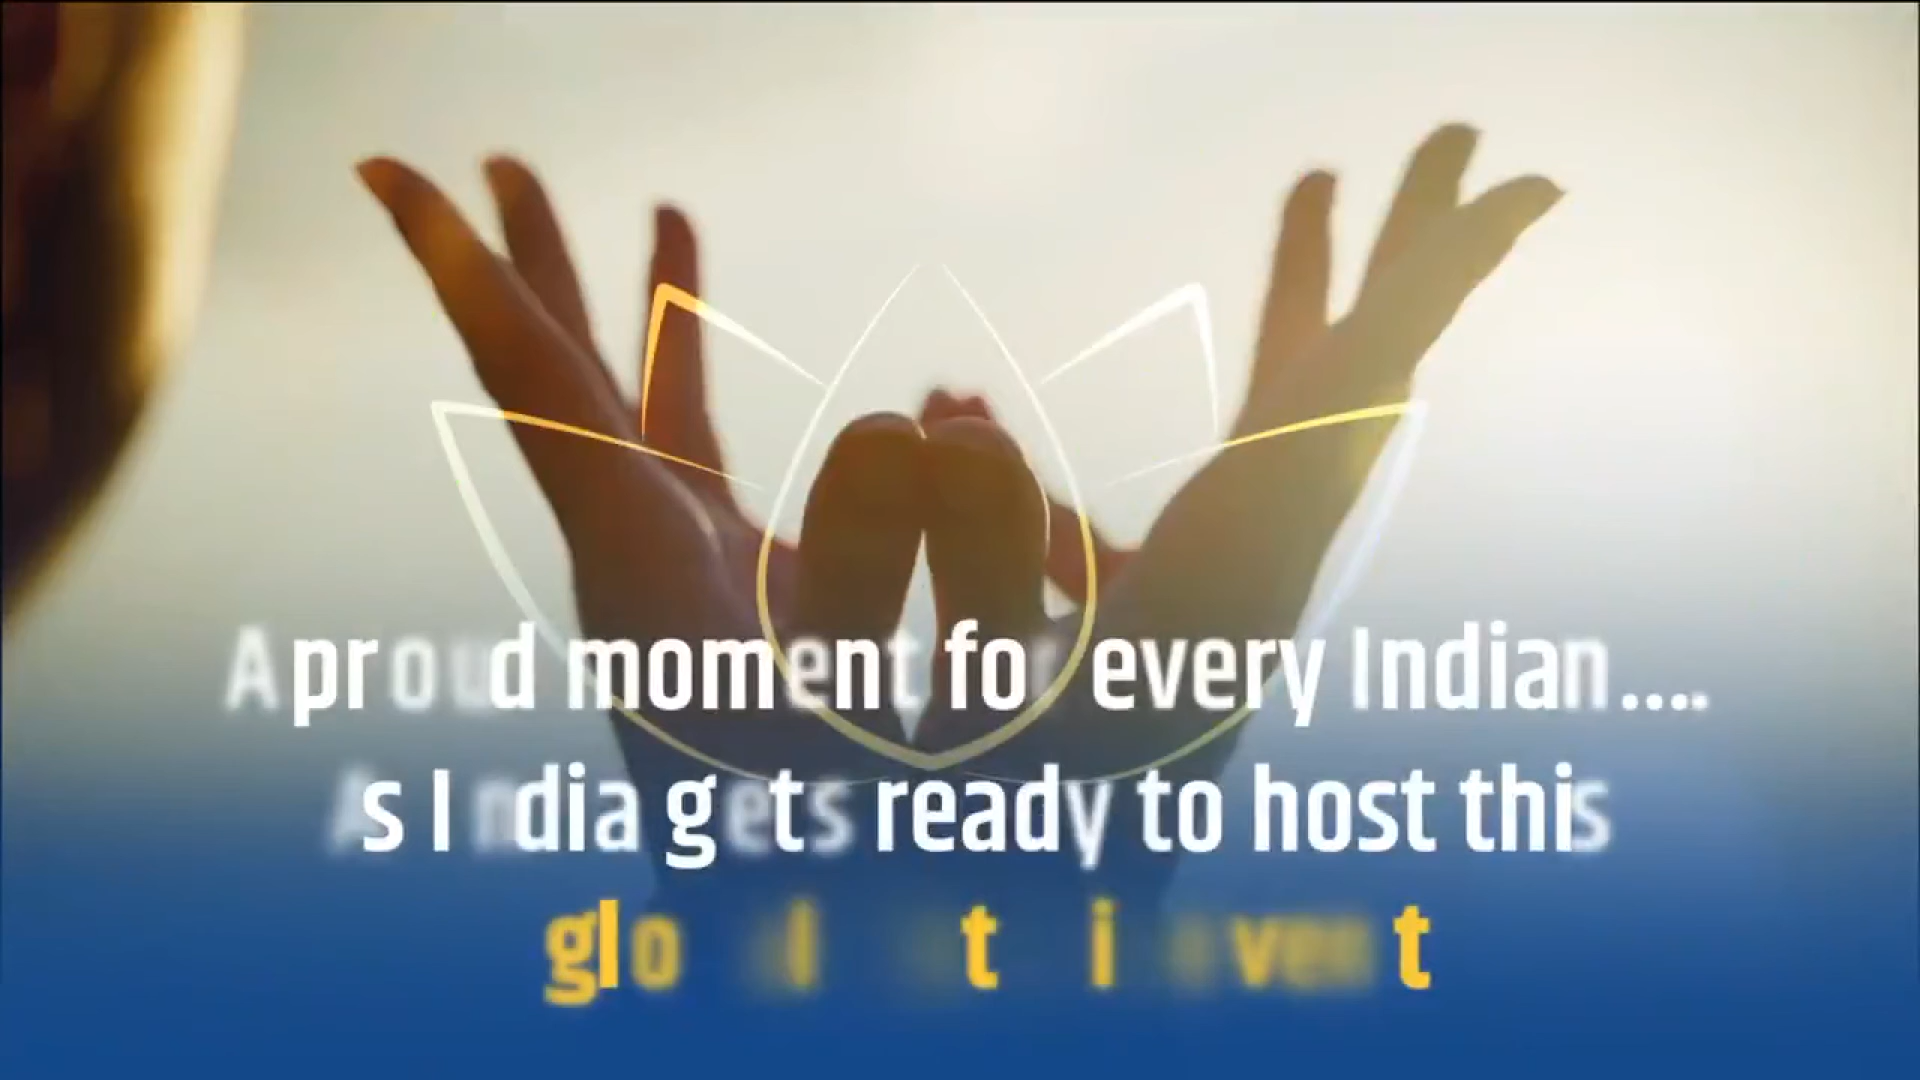 A proud moment for every Indian....
As India gets ready to host this